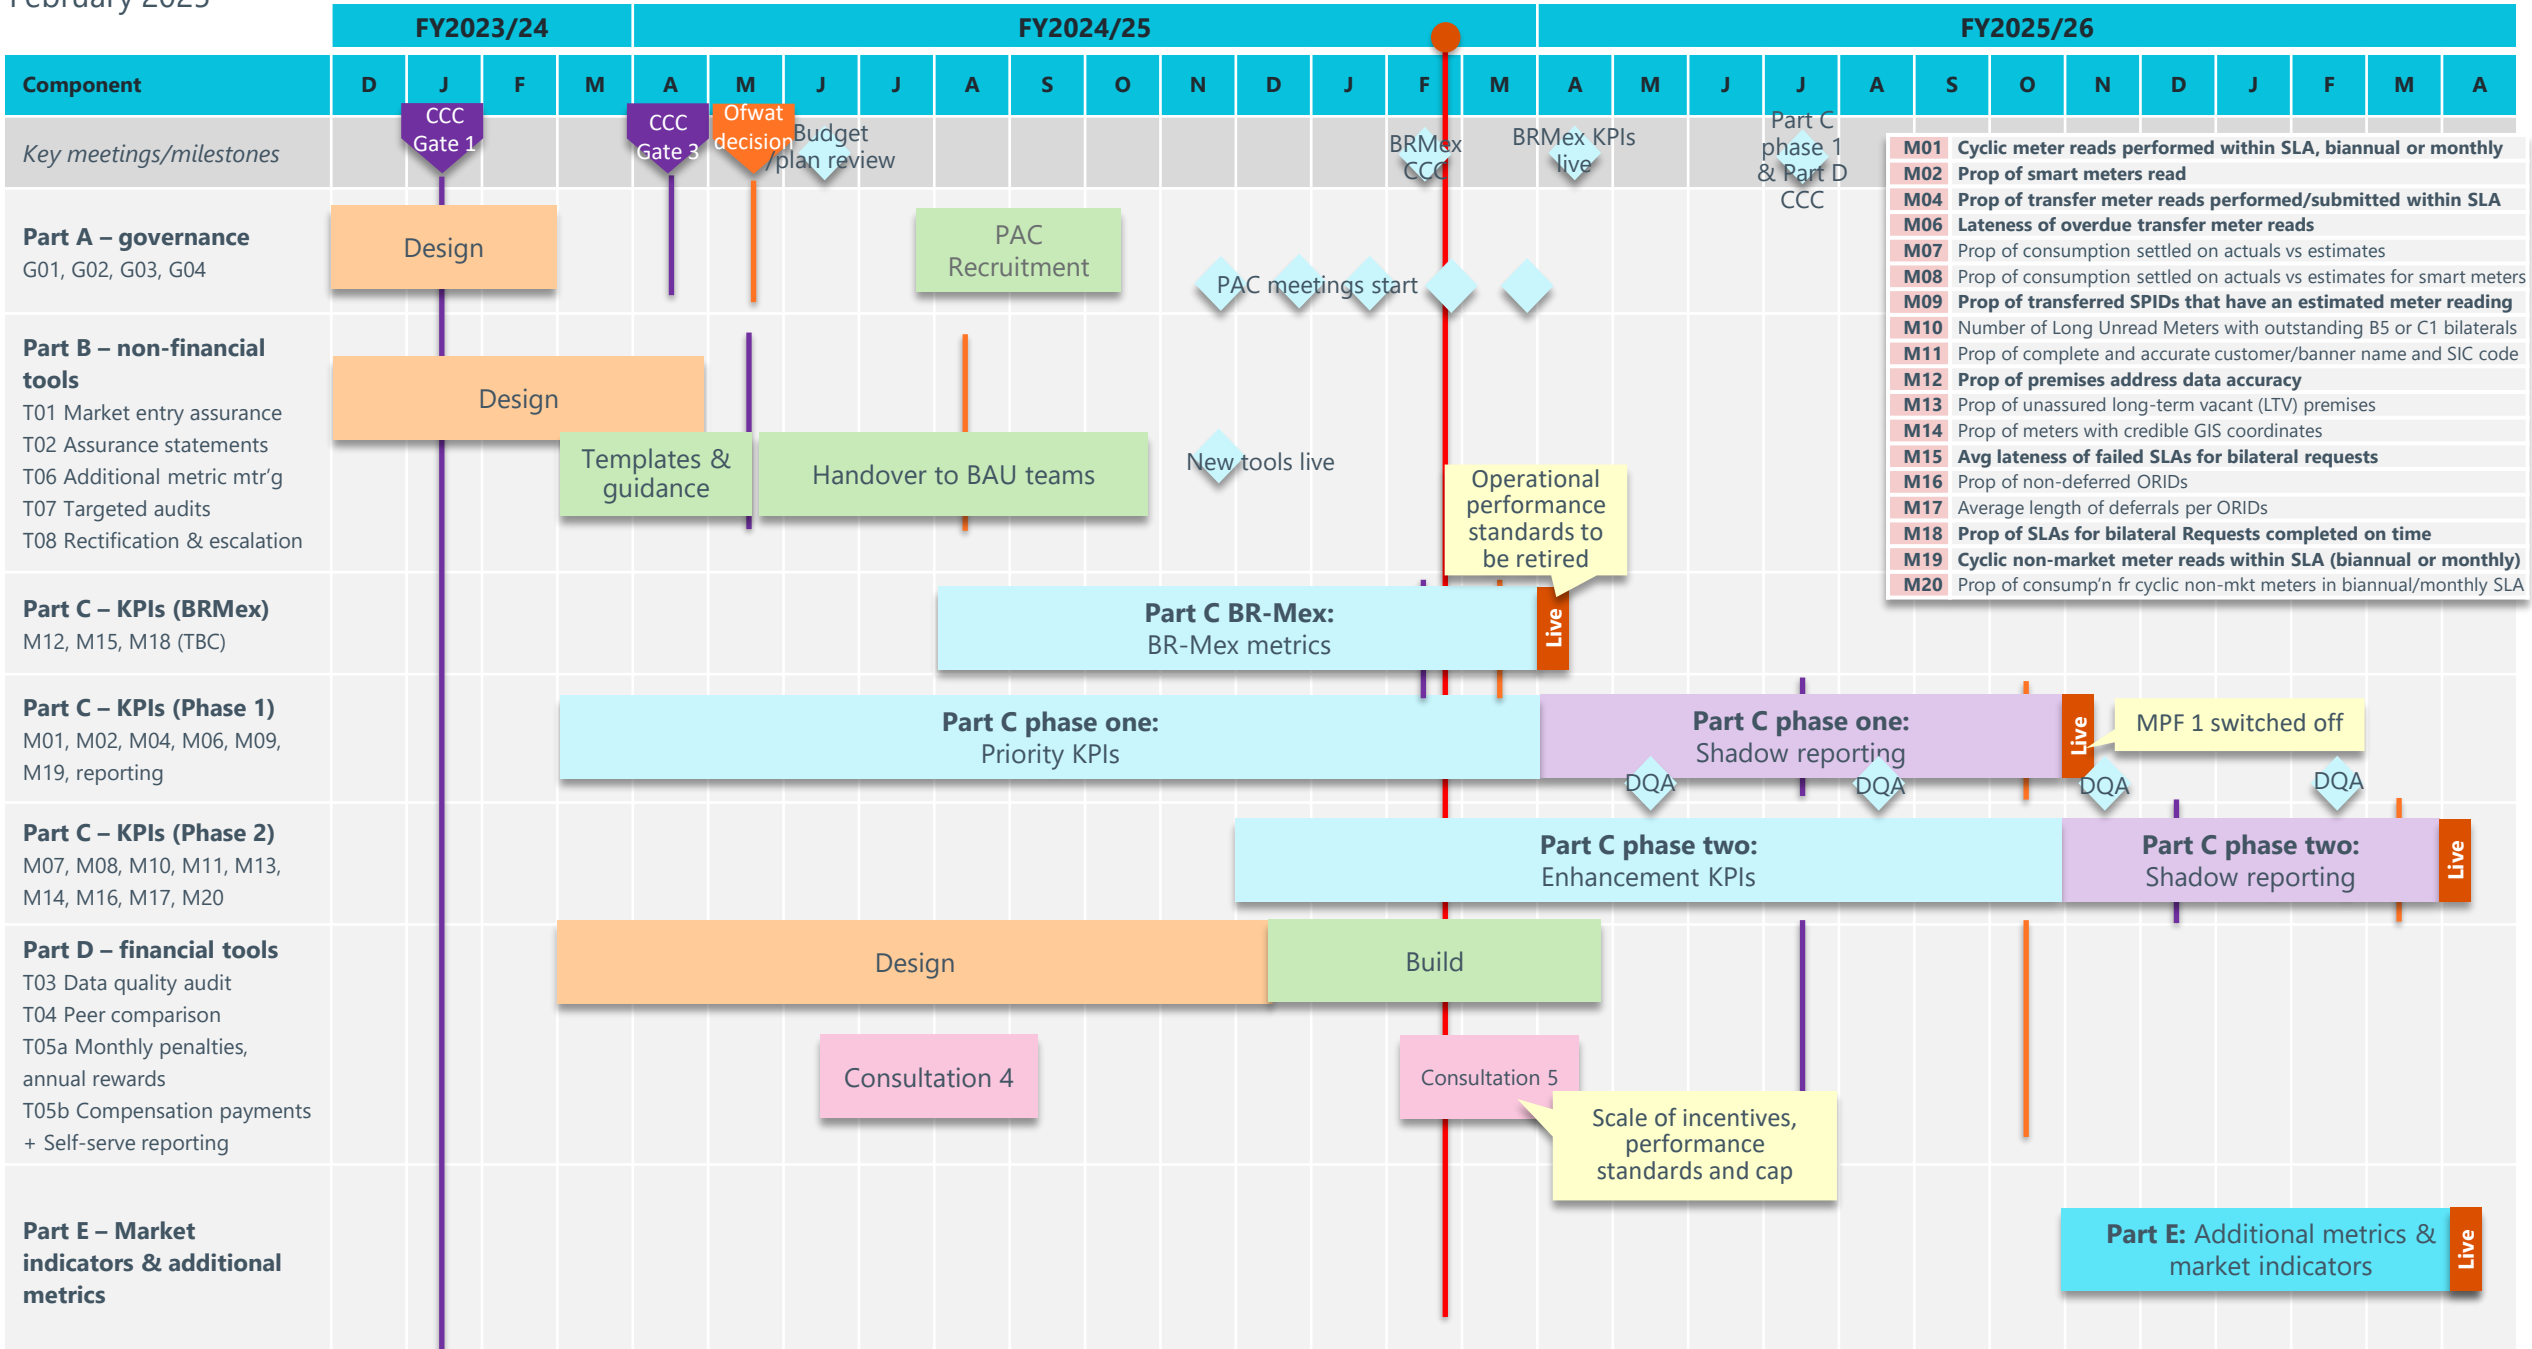 February 2025
FY2023/24
FY2024/25
FY2025/26
Component
D
J
F
M
A
M
J
J
A
S
O
N
D
J
F
M
A
M
J
J
A
S
O
N
D
J
F
M
A
Key meetings/milestones
CCC
Gate 1
CCC
Gate 3
Ofwat
decision
Budget
/plan review
BRMex
CCC
BRMex KPIs
live
Part C
phase 1
& Part D
CCC
M01 Cyclic meter reads performed within SLA, biannual or monthly
M02 Prop of smart meters read
M04 Prop of transfer meter reads performed/submitted within SLA
M06 Lateness of overdue transfer meter reads
M07 Prop of consumption settled on actuals vs estimates
M08 Prop of consumption settled on actuals vs estimates for smart meters
M09 Prop of transferred SPIDs that have an estimated meter reading
M10 Number of Long Unread Meters with outstanding B5 or C1 bilaterals
M11 Prop of complete and accurate customer/banner name and SIC code
M12 Prop of premises address data accuracy
M13 Prop of unassured long-term vacant (LTV) premises
M14 Prop of meters with credible GIS coordinates
M15 Avg lateness of failed SLAs for bilateral requests
M16 Prop of non-deferred ORIDs
M17 Average length of deferrals per ORIDs
M18 Prop of SLAs for bilateral Requests completed on time
M19 Cyclic non-market meter reads within SLA (biannual or monthly)
M20 Prop of consump'n fr cyclic non-mkt meters in biannual/monthly SLA
Part A – governance
G01, G02, G03, G04
Design
PAC
Recruitment
PAC meetings start
Part B – non-financial
tools
T01 Market entry assurance
T02 Assurance statements
T06 Additional metric mtr'g
T07 Targeted audits
T08 Rectification & escalation
Design
Templates &
guidance
Handover to BAU teams
New tools live
Operational
performance
standards to
be retired
Part C – KPIs (BRMex)
M12, M15, M18 (TBC)
Part C BR-Mex:
BR-Mex metrics
Live
Part C – KPIs (Phase 1)
M01, M02, M04, M06, M09,
M19, reporting
Part C phase one:
Priority KPIs
Part C phase one:
Shadow reporting
Live
MPF 1 switched off
DQA
DQA
DQA
DQA
Part C – KPIs (Phase 2)
M07, M08, M10, M11, M13,
M14, M16, M17, M20
Part C phase two:
Enhancement KPIs
Part C phase two:
Shadow reporting
Live
Part D – financial tools
T03 Data quality audit
T04 Peer comparison
T05a Monthly penalties,
annual rewards
T05b Compensation payments
+ Self-serve reporting
Design
Build
Consultation 4
Consultation 5
Scale of incentives,
performance
standards and cap
Part E – Market
indicators & additional
metrics
Part E: Additional metrics &
market indicators
Live